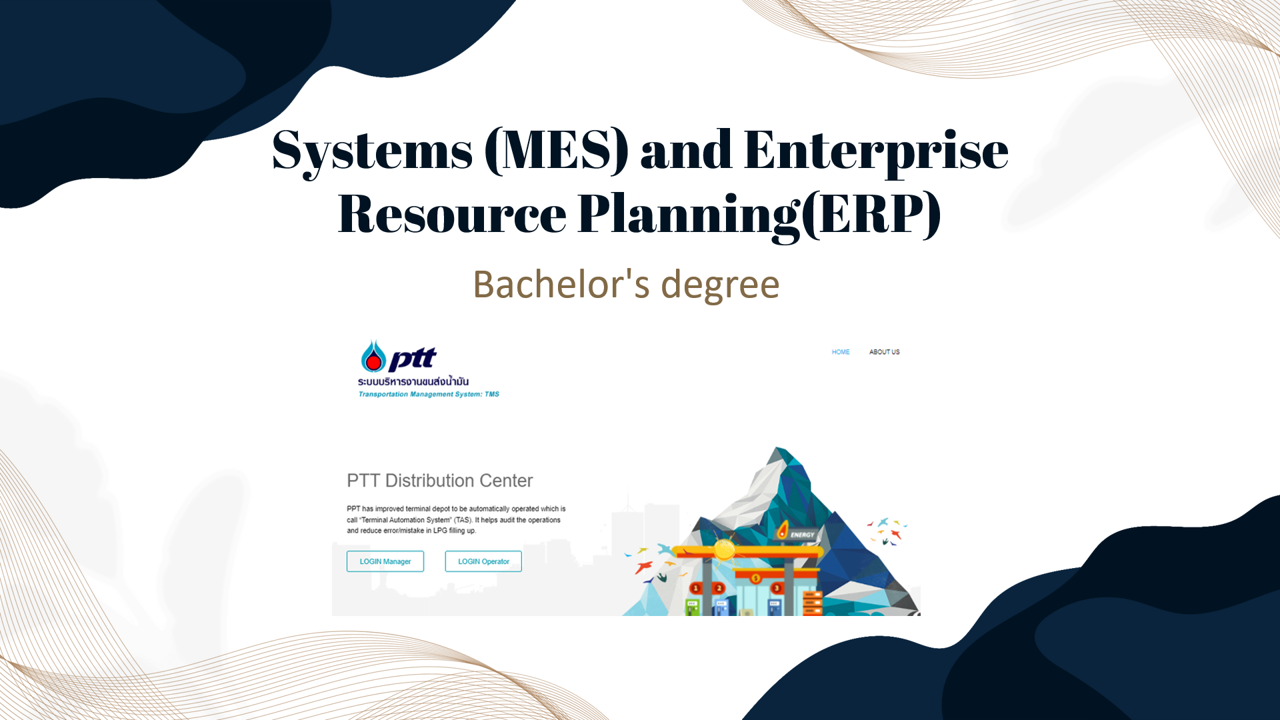 Systems (MES) and Enterprise
Resource Planning(ERP)
Bachelor's degree
ptt
ระบบบริหารงานขนส่งน้ำมัน
Transportation Management System: TMS
HOME ABOUT US
PTT Distribution Center
PPT has improved terminal depot to be automatically operated which is
call "Terminal Automation System" (TAS). It helps audit the operations
and reduce error/mistake in LPG filling up.
LOGIN Manager LOGIN Operator
ENERGY
$
1 2 3